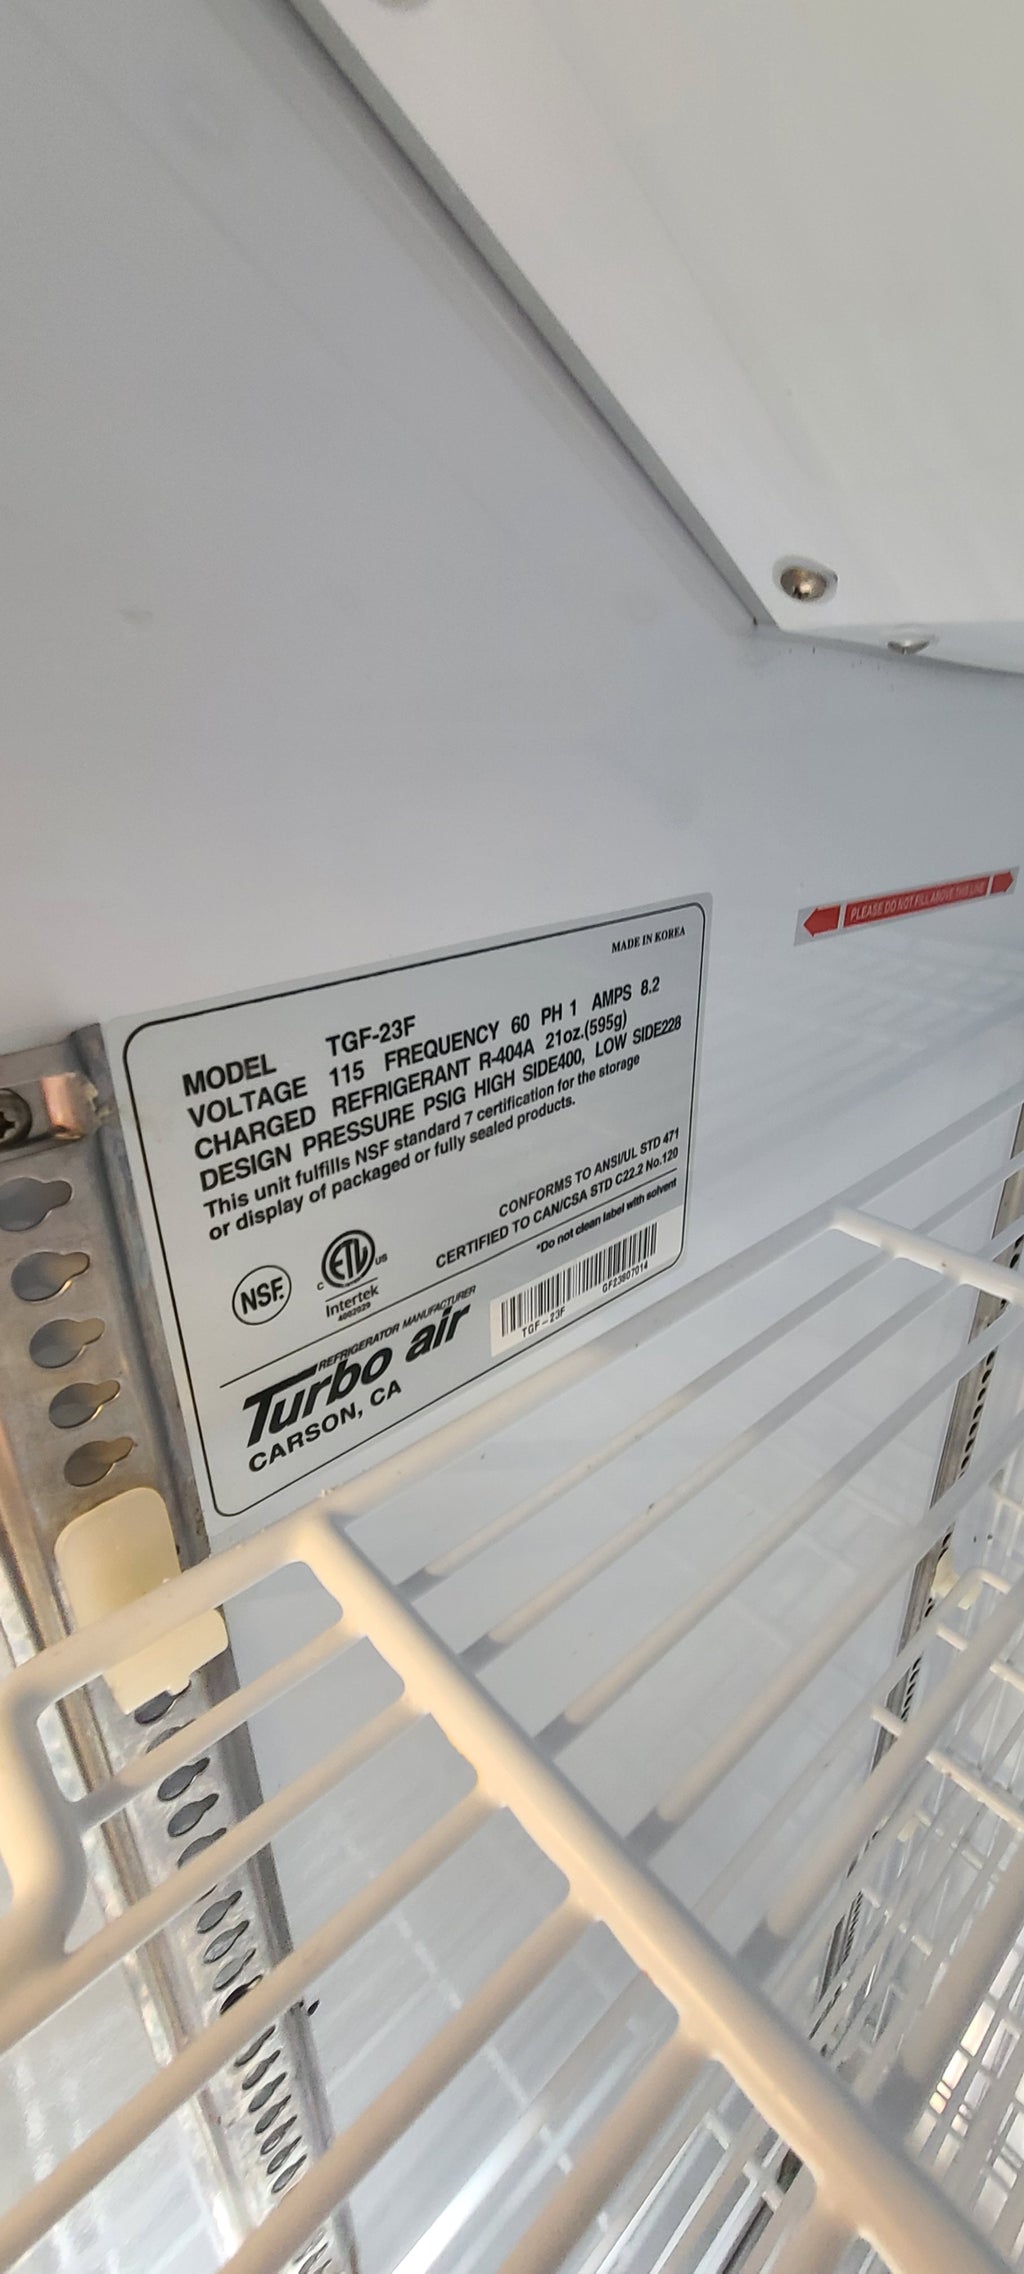 PLEASE DO NOT FILL ABOVE THIS LINE
MADE IN KOREA
MODEL TGF-23F
VOLTAGE 115 FREQUENCY 60 PH 1 AMPS 8.2
CHARGED REFRIGERANT R-404A 21oz.(595g)
DESIGN PRESSURE PSIG HIGH SIDE400, LOW SIDE228
This unit fulfills NSF standard 7 certification for the storage
or display of packaged or fully sealed products.
CONFORMS TO ANSI/UL STD 471
CERTIFIED TO CAN/CSA STD C22.2 No.120
*Do not clean label with solvent
NSF.
C ETL US
Intertek
4002029
REFRIGERATOR MANUFACTURER
Turbo air
CARSON, CA
TGF-23F GF23807014